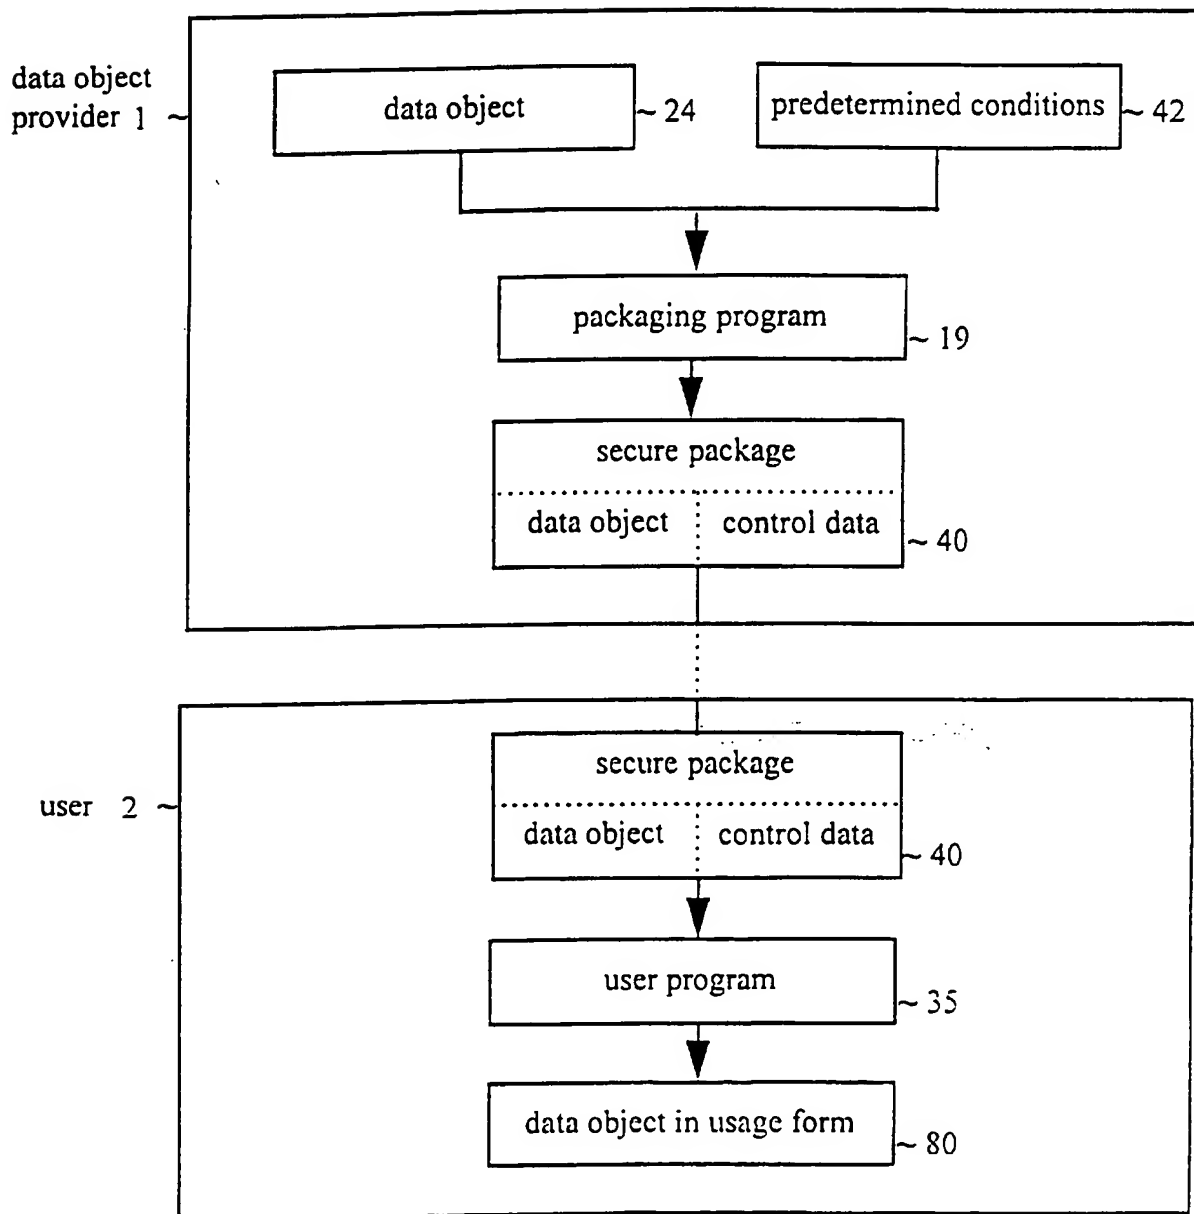 data object
provider 1 ~
data object ~ 24
predetermined conditions ~ 42
packaging program ~ 19
secure package
data object control data ~ 40
user 2 ~
secure package
data object control data ~ 40
user program ~ 35
data object in usage form ~ 80